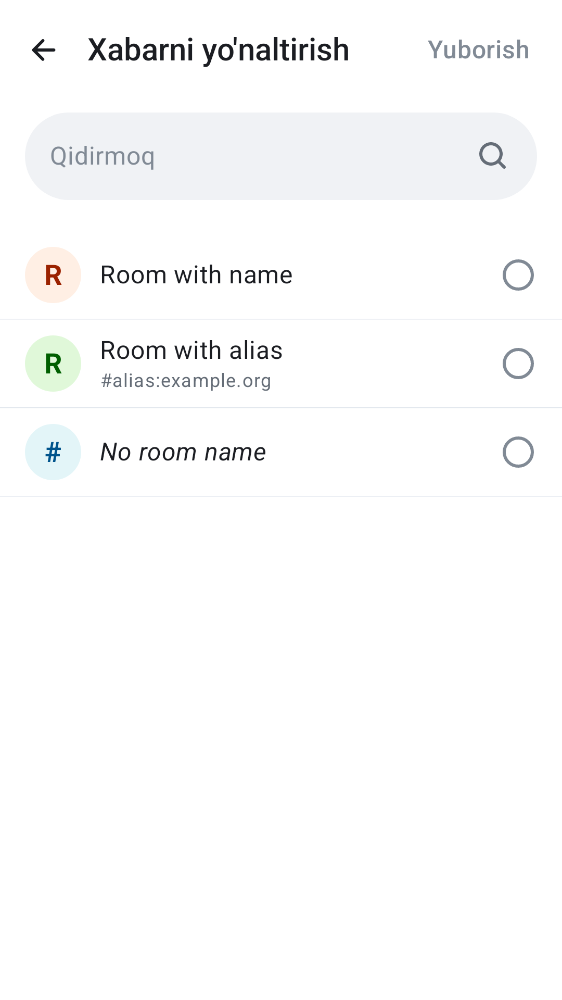 Xabarni yo'naltirish
Yuborish
Qidirmoq
R
Room with name
R
Room with alias
#alias:example.org
#
No room name